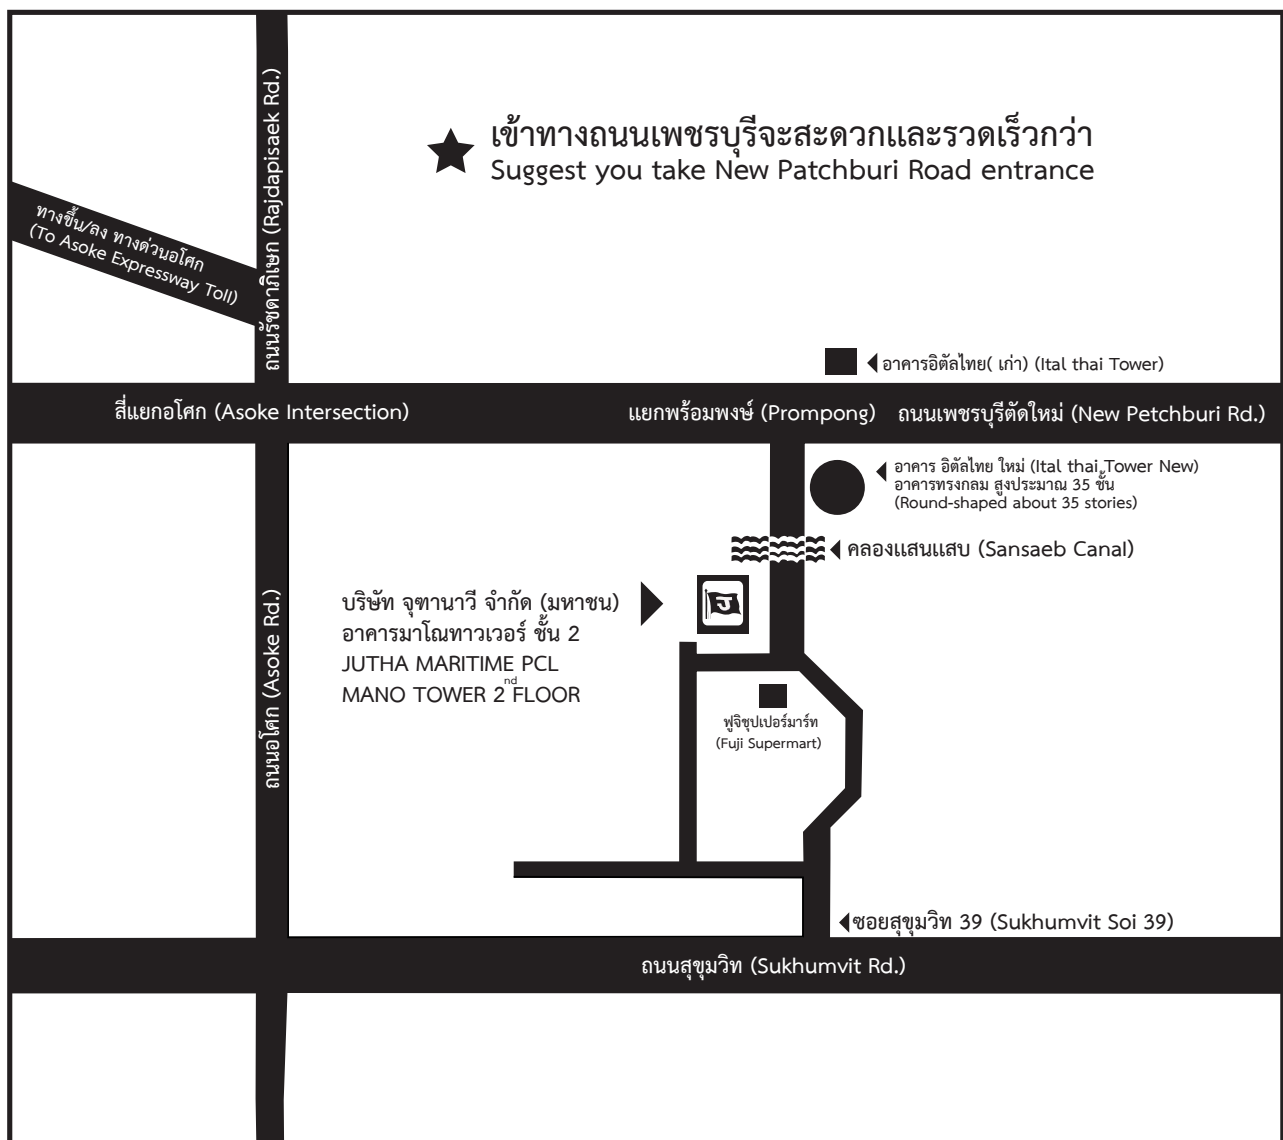 เข้าทางถนนเพชรบุรีจะสะดวกและรวดเร็วกว่า
Suggest you take New Patchburi Road entrance
ถนนรัชดาภิเษก (Rajdapisaek Rd.)
ทางขึ้น/ลง ทางด่วนอโศก
(To Asoke Expressway Toll)
อาคารอิตัลไทย( เก่า) (Ital thai Tower)
สี่แยกอโศก (Asoke Intersection)
แยกพร้อมพงษ์ (Prompong)
ถนนเพชรบุรีตัดใหม่ (New Petchburi Rd.)
อาคาร อิตัลไทย ใหม่ (Ital thai Tower New)
อาคารทรงกลม สูงประมาณ 35 ชั้น
(Round-shaped about 35 stories)
คลองแสนแสบ (Sansaeb Canal)
J
บริษัท จุฑานาวี จำกัด (มหาชน)
อาคารมาโณทาวเวอร์ ชั้น 2
JUTHA MARITIME PCL
MANO TOWER 2nd FLOOR
ถนนอโศก (Asoke Rd.)
ฟูจิซุปเปอร์มาร์ท
(Fuji Supermart)
ซอยสุขุมวิท 39 (Sukhumvit Soi 39)
ถนนสุขุมวิท (Sukhumvit Rd.)